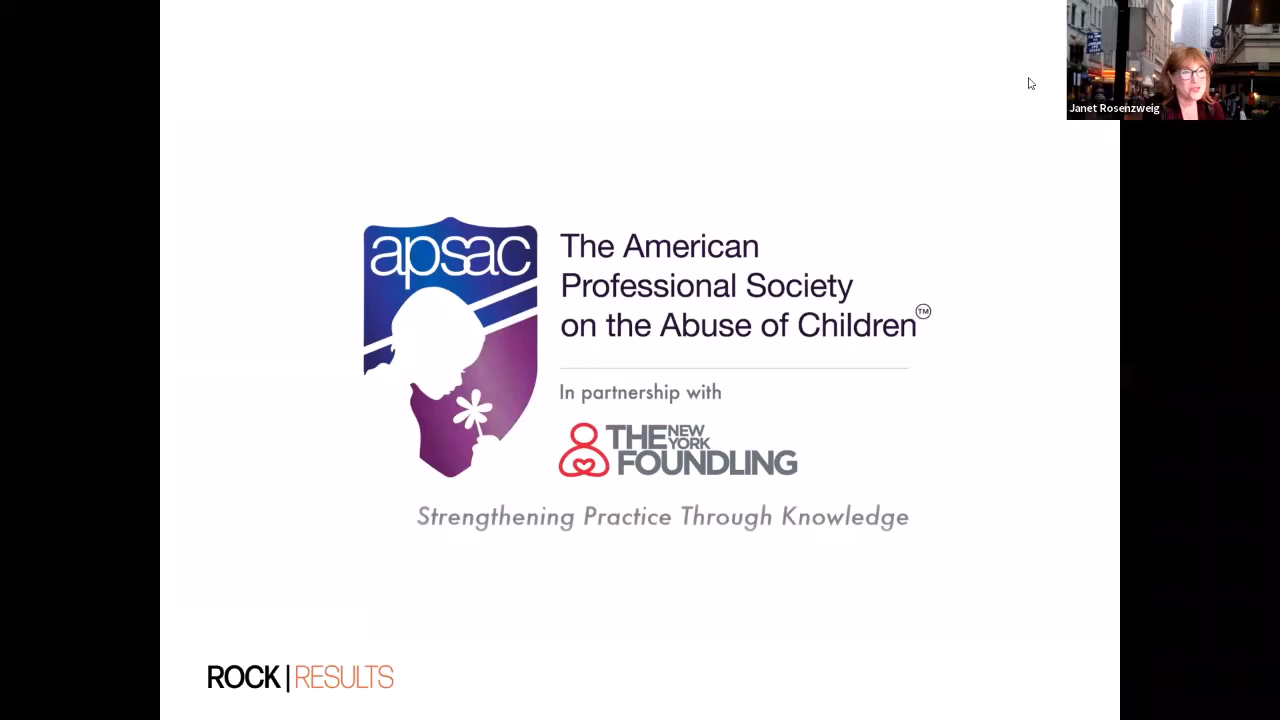 Janet Rosenzweig
apsac
The American
Professional Society
on the Abuse of Children™
In partnership with
THE NEW YORK
FOUNDLING
Strengthening Practice Through Knowledge
ROCK|RESULTS